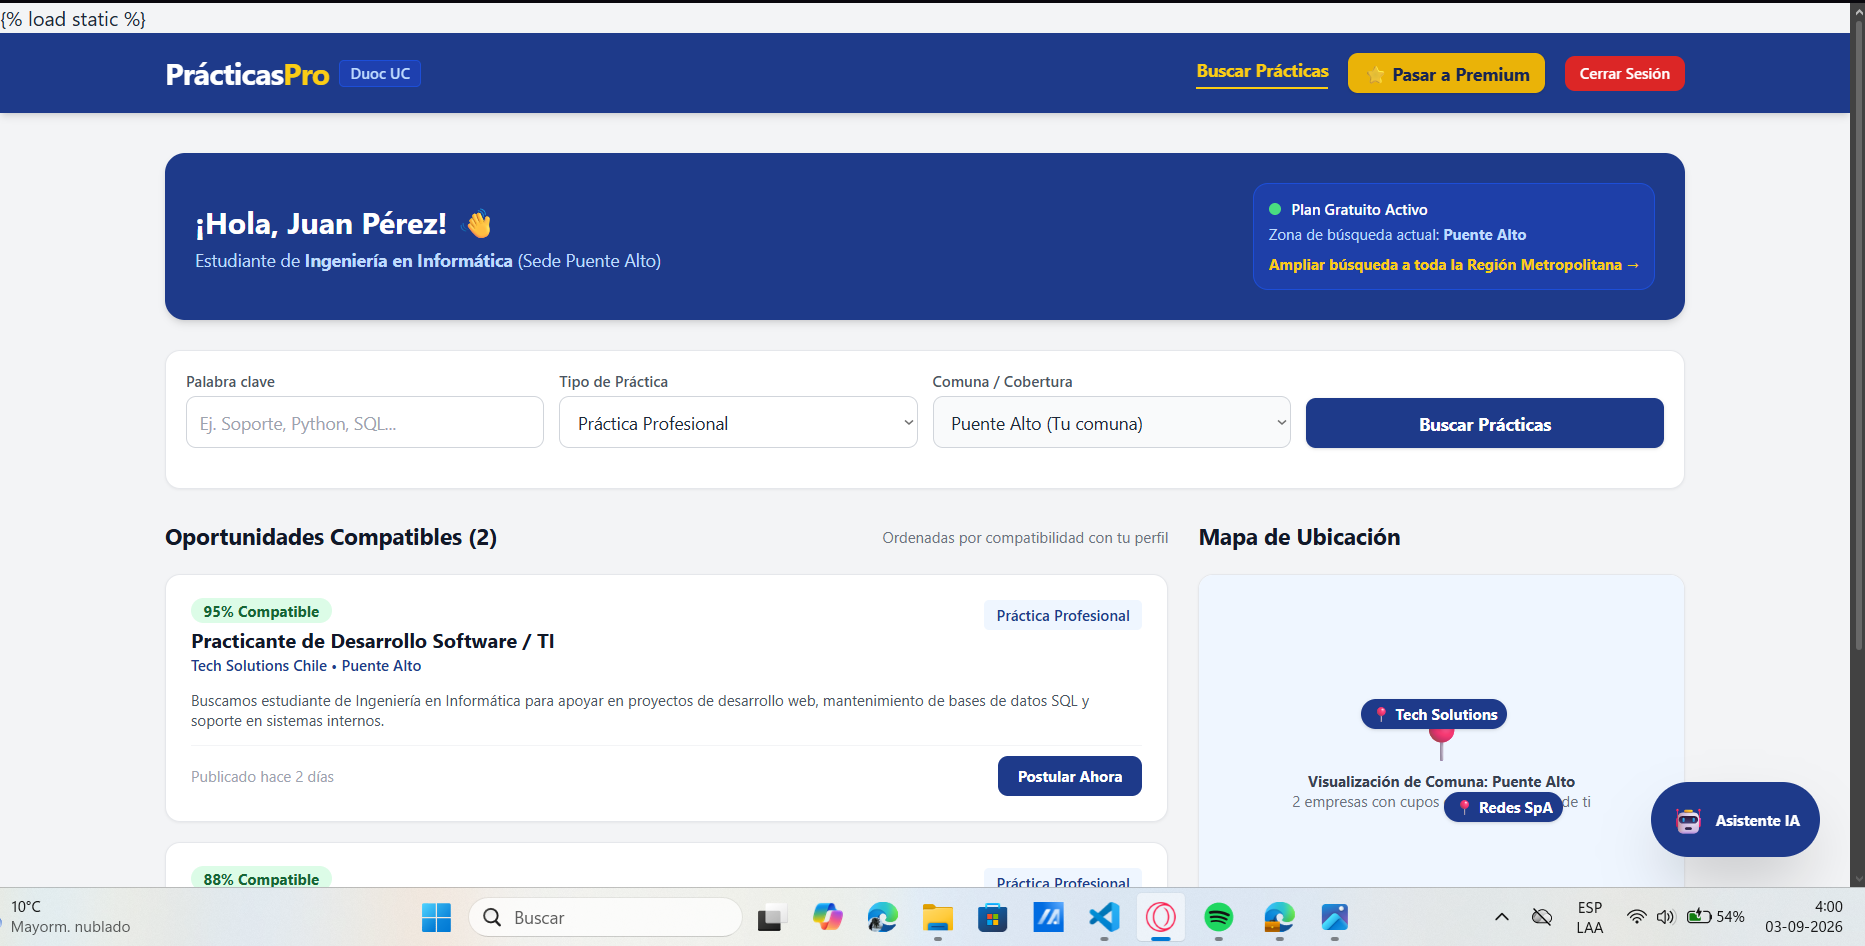 {% load static %}
PrácticasPro
Duoc UC
Buscar Prácticas
⭐ Pasar a Premium
Cerrar Sesión
¡Hola, Juan Pérez! 👋
Estudiante de Ingeniería en Informática (Sede Puente Alto)
Plan Gratuito Activo
Zona de búsqueda actual: Puente Alto
Ampliar búsqueda a toda la Región Metropolitana →
Palabra clave
Ej. Soporte, Python, SQL...
Tipo de Práctica
Práctica Profesional
Comuna / Cobertura
Puente Alto (Tu comuna)
Buscar Prácticas
Oportunidades Compatibles (2)
Ordenadas por compatibilidad con tu perfil
95% Compatible
Práctica Profesional
Practicante de Desarrollo Software / TI
Tech Solutions Chile • Puente Alto
Buscamos estudiante de Ingeniería en Informática para apoyar en proyectos de desarrollo web, mantenimiento de bases de datos SQL y
soporte en sistemas internos.
Publicado hace 2 días
Postular Ahora
88% Compatible
Práctica Profesional
Mapa de Ubicación
📍 Tech Solutions
Visualización de Comuna: Puente Alto
2 empresas con cupos
📍 Redes SpA
de ti
Asistente IA
10°C
Mayorm. nublado
Buscar
ESP
LAA
54%
4:00
03-09-2026